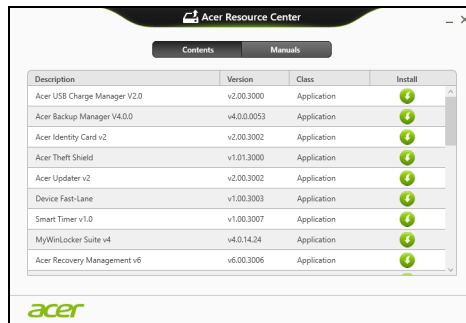 Acer Resource Center
Contents Manuals
Description Version Class Install
Acer USB Charge Manager V2.0 v2.00.3000 Application
Acer Backup Manager V4.0.0 v4.0.0.0053 Application
Acer Identity Card v2 v2.00.3002 Application
Acer Theft Shield v1.01.3000 Application
Acer Updater v2 v2.00.3002 Application
Device Fast-Lane v1.00.3003 Application
Smart Timer v1.0 v1.00.3007 Application
MyWinLocker Suite v4 v4.0.14.24 Application
Acer Recovery Management v6 v6.00.3006 Application
acer